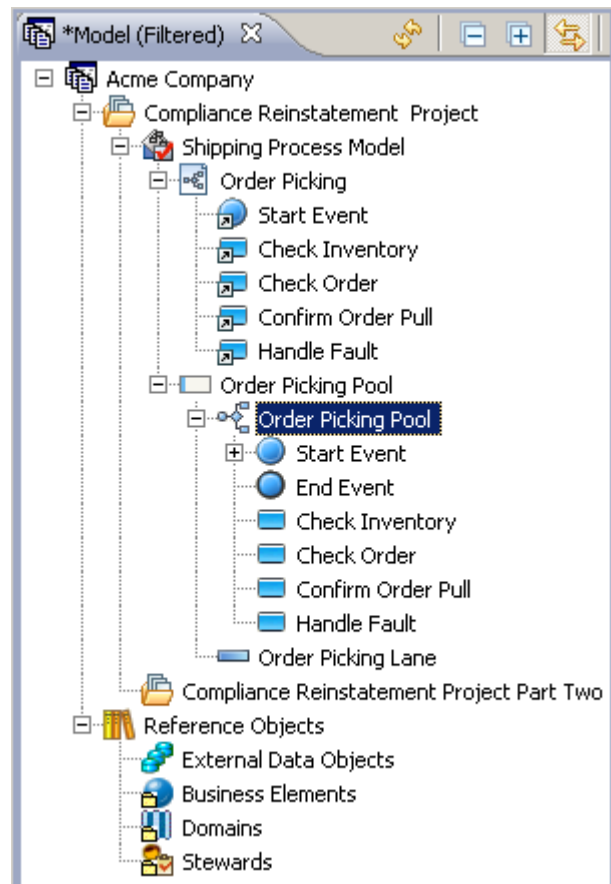 *Model (Filtered)
Acme Company
Compliance Reinstatement Project
Shipping Process Model
Order Picking
Start Event
Check Inventory
Check Order
Confirm Order Pull
Handle Fault
Order Picking Pool
Order Picking Pool
Start Event
End Event
Check Inventory
Check Order
Confirm Order Pull
Handle Fault
Order Picking Lane
Compliance Reinstatement Project Part Two
Reference Objects
External Data Objects
Business Elements
Domains
Stewards